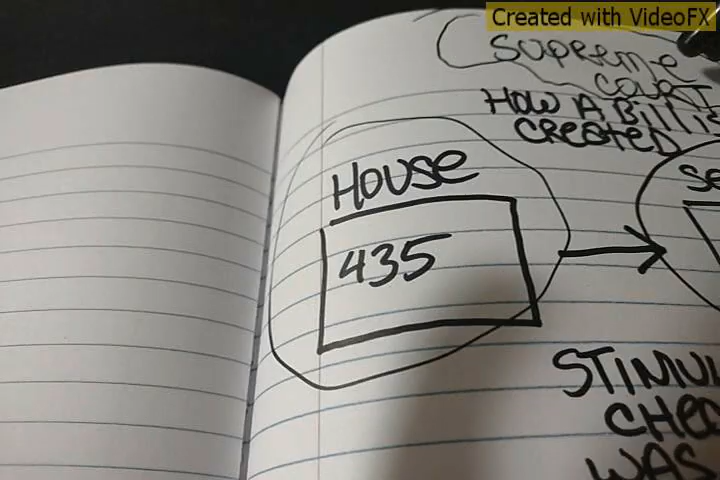 Created with VideoFX
SUPREME
COURT
HOW A BILL IS
CREATED
HOUSE
435
STIMUL
CHEC
WAS